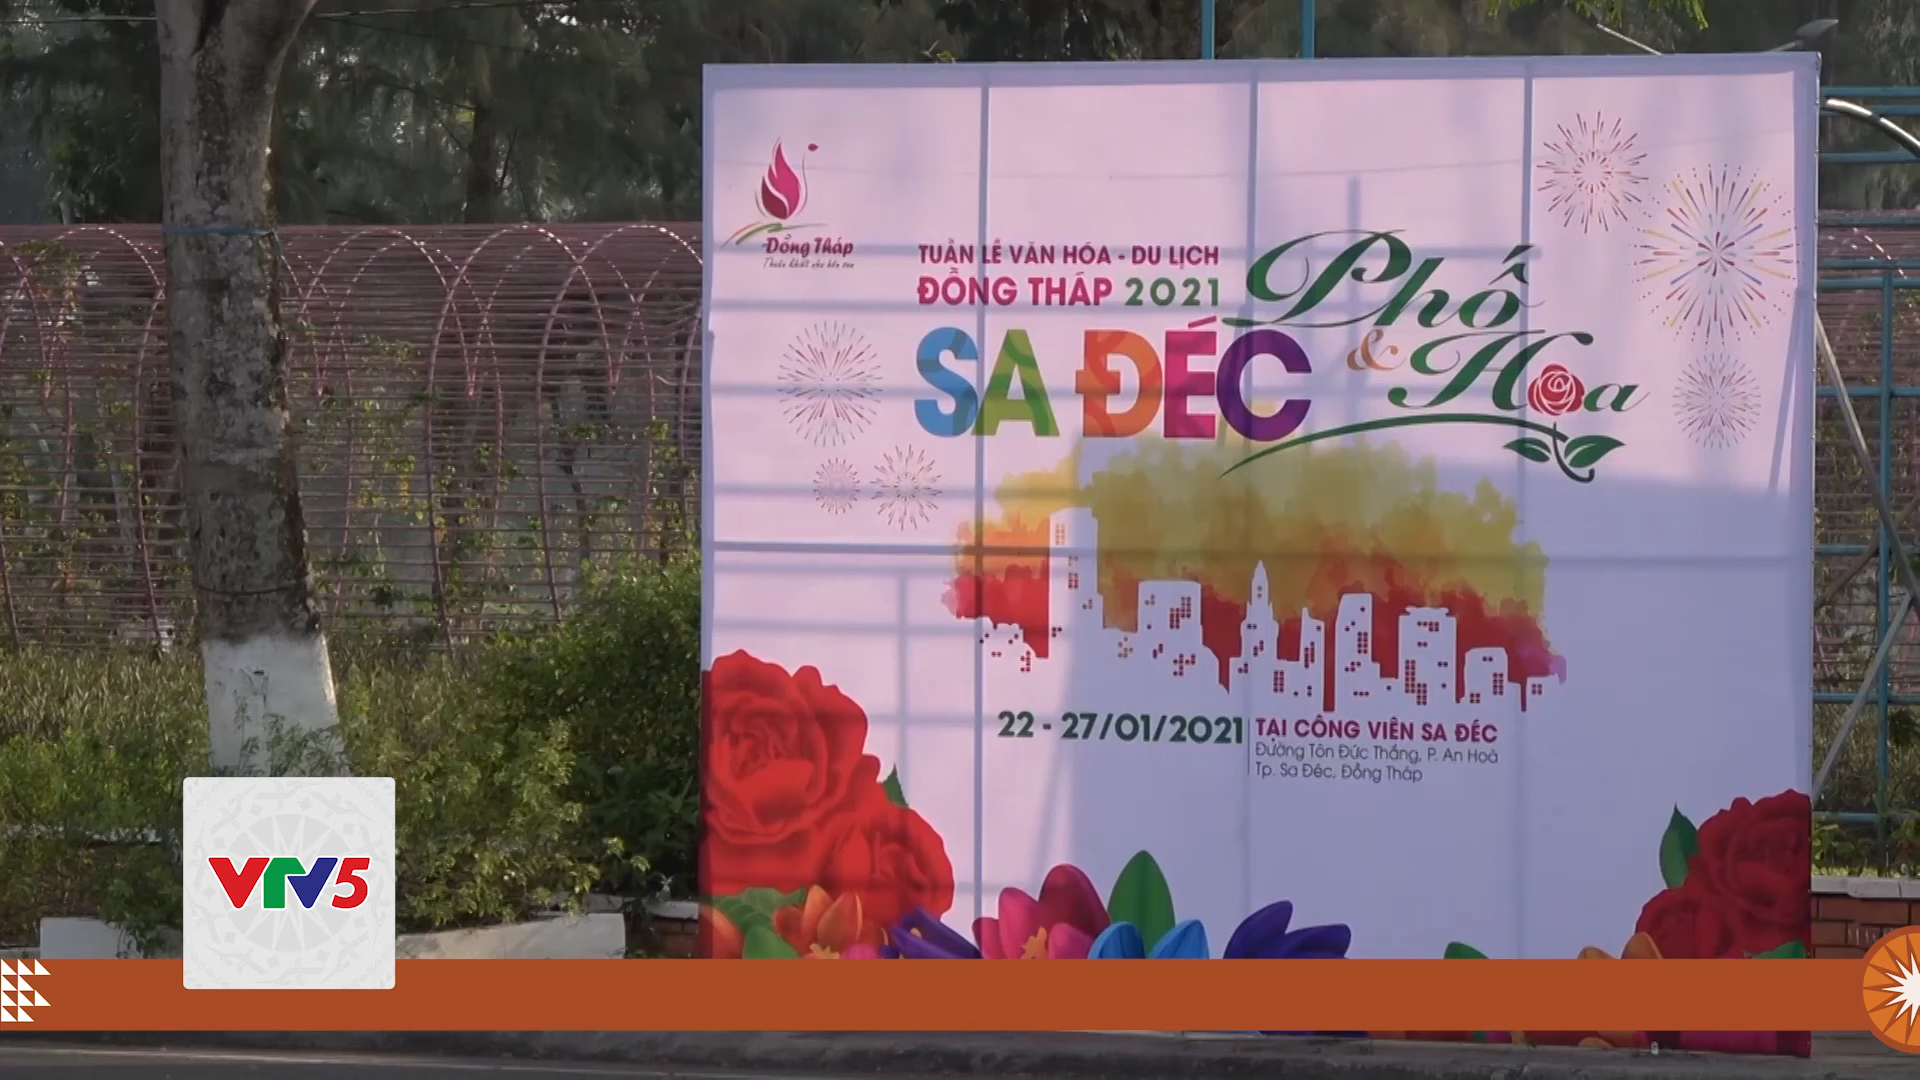 Đồng Tháp
TUẦN LỄ VĂN HÓA - DU LỊCH
ĐỒNG THÁP 2021
SA ĐÉC
Phố
& Hoa
22 - 27/01/2021
TẠI CÔNG VIÊN SA ĐÉC
Đường Tôn Đức Thắng, P. An Hoà
Tp. Sa Đéc, Đồng Tháp
VTV5